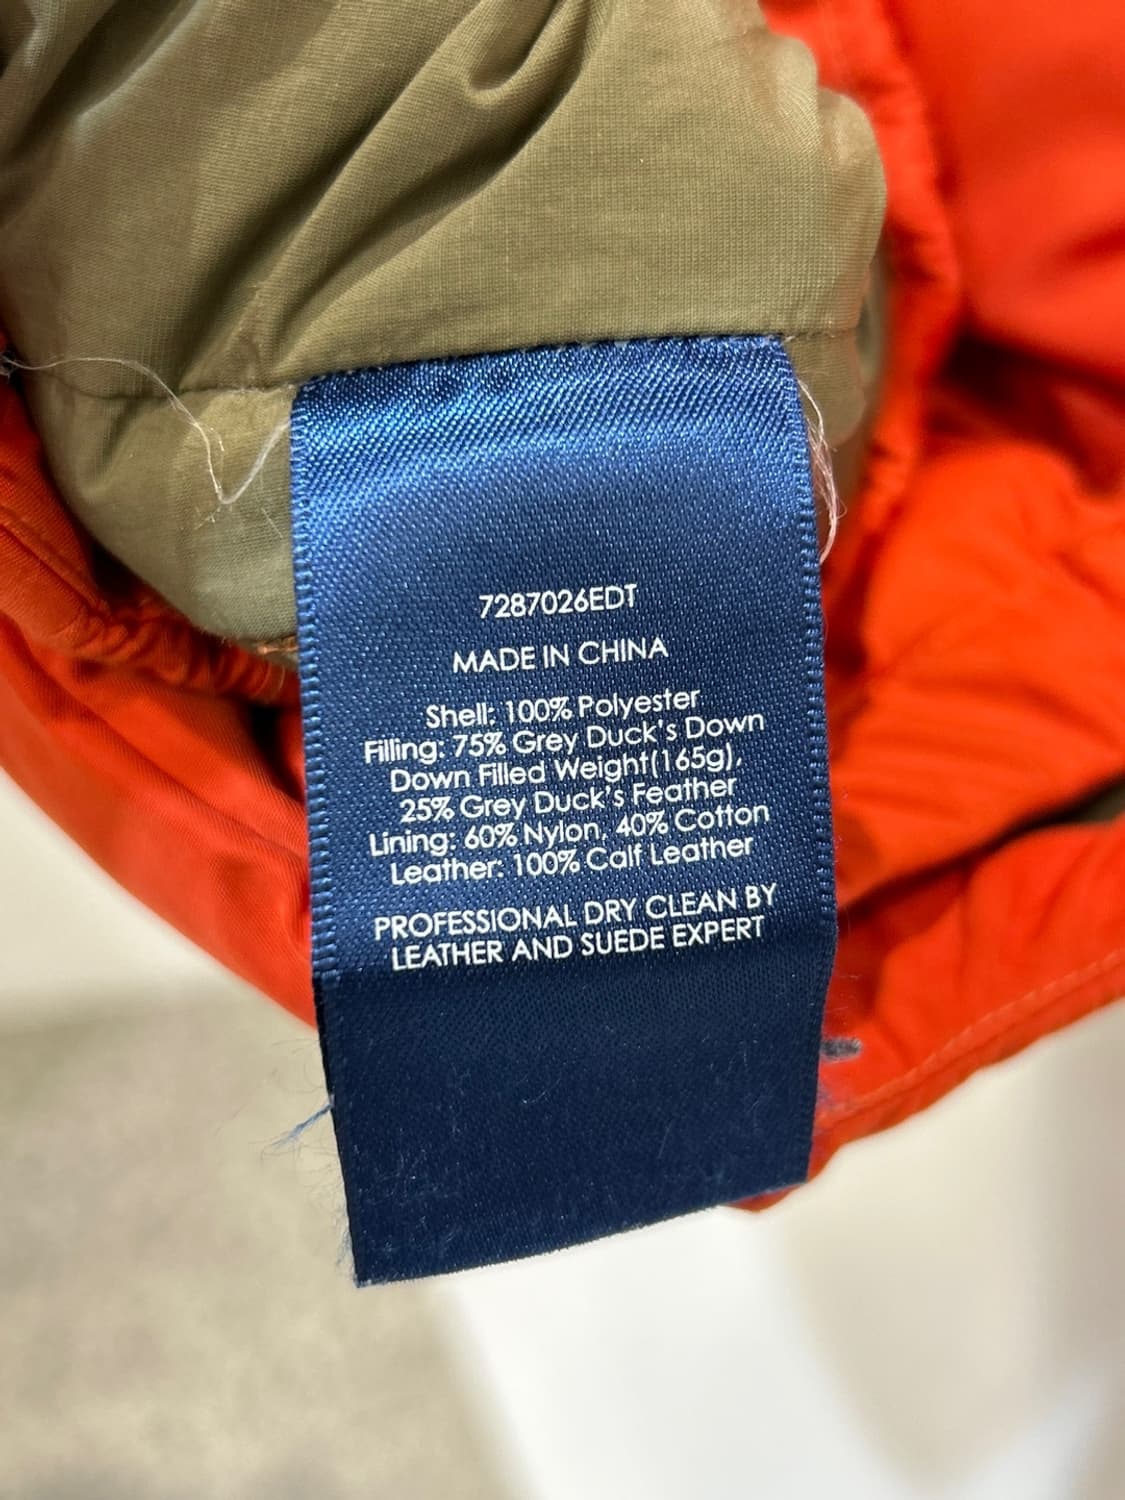 7287026EDT
MADE IN CHINA
Shell: 100% Polyester
Filling: 75% Grey Duck's Down
Down Filled Weight(165g),
25% Grey Duck's Feather
Lining: 60% Nylon, 40% Cotton
Leather: 100% Calf Leather
PROFESSIONAL DRY CLEAN BY
LEATHER AND SUEDE EXPERT